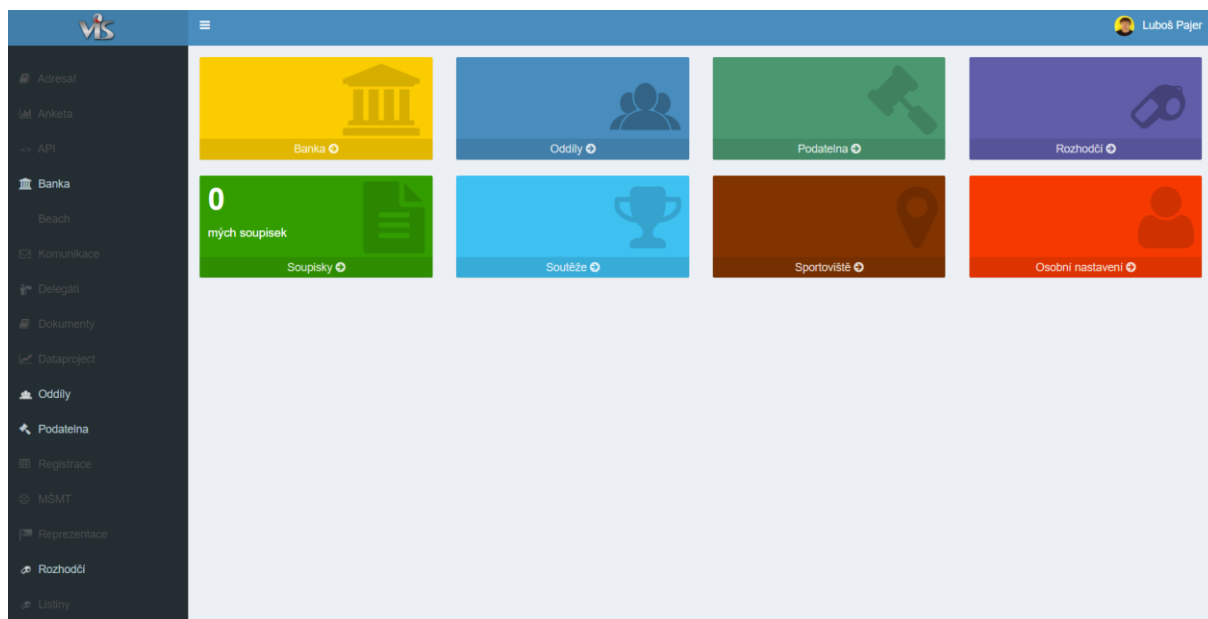 vis
Luboš Pajer
Adresář
Anketa
API
Banka
Beach
Komunikace
Delegáti
Dokumenty
Dataproject
Oddíly
Podatelna
Registrace
MŠMT
Reprezentace
Rozhodčí
Listiny
Banka
Oddíly
Podatelna
Rozhodčí
0
mých soupisek
Soupisky
Soutěže
Sportoviště
Osobní nastavení